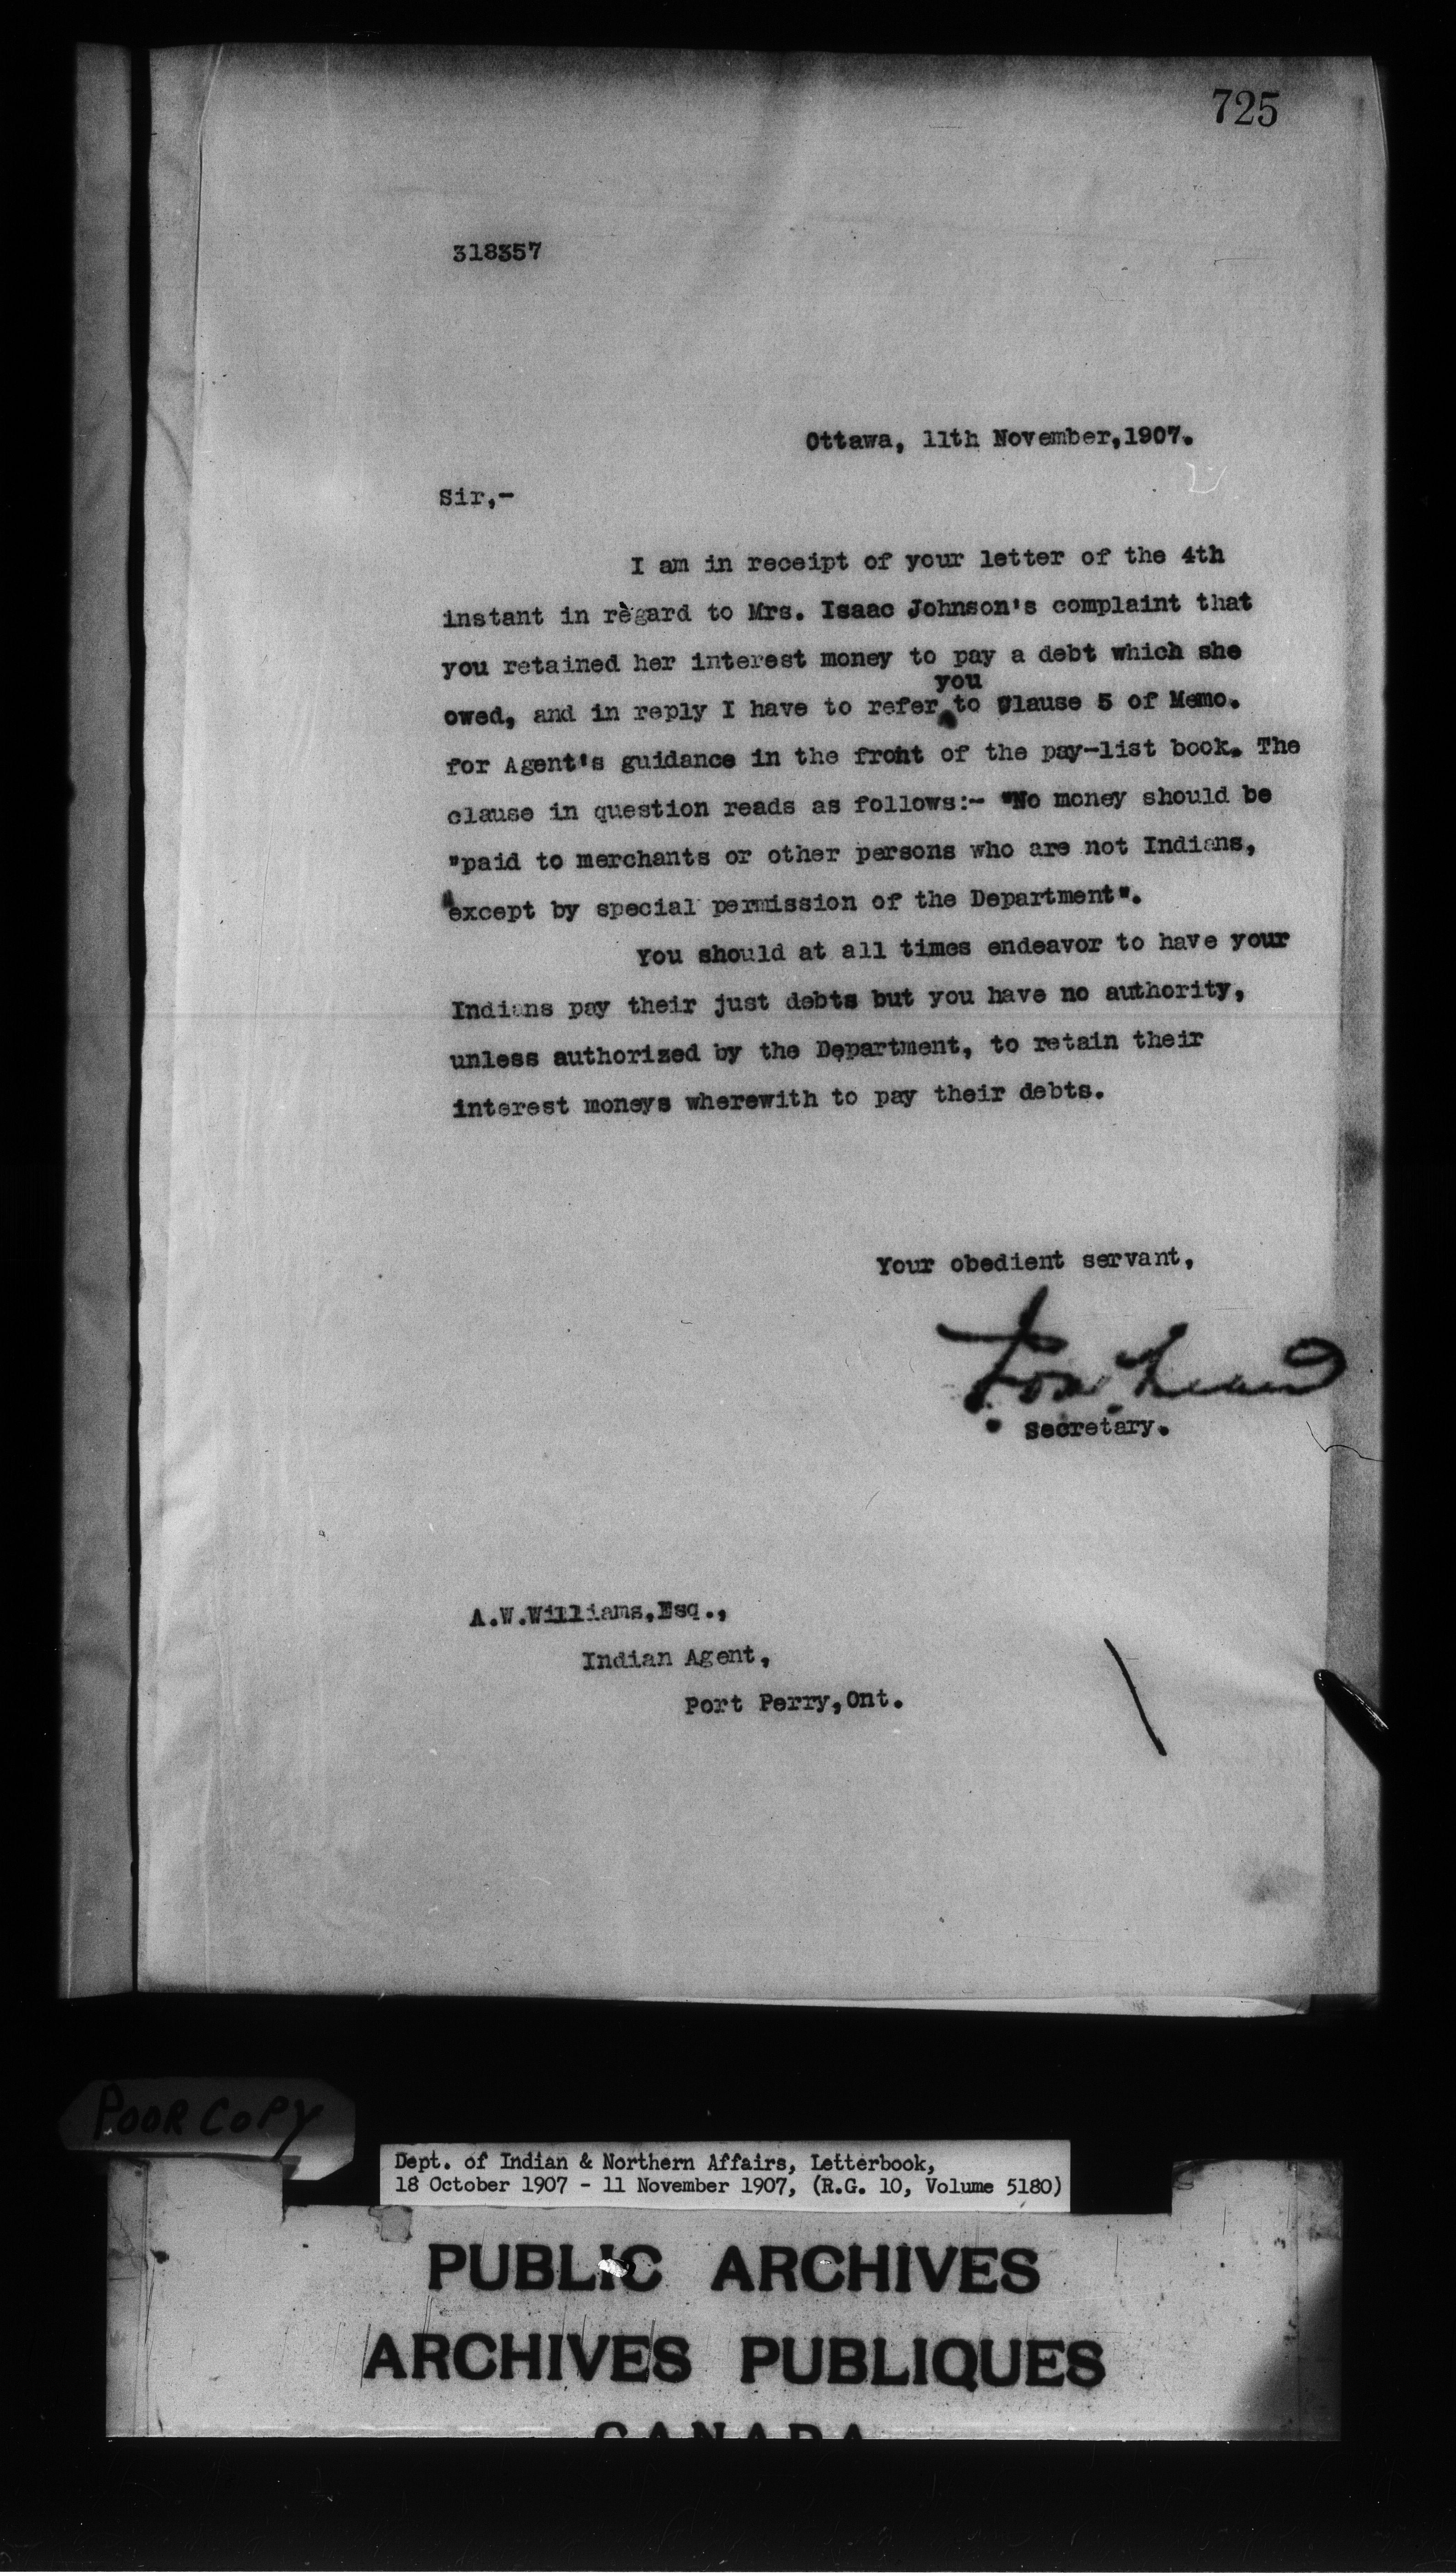 725
318357
Ottawa, 11th November,1907.
Sir,-
I am in receipt of your letter of the 4th
instant in regard to Mrs. Isaac Johnson's complaint that
you retained her interest money to pay a debt which she
you
owed, and in reply I have to refer to Clause 5 of Memo.
for Agent's guidance in the front of the pay-list book. The
clause in question reads as follows:- "No money should be
"paid to merchants or other persons who are not Indians,
"except by special permission of the Department".
You should at all times endeavor to have your
Indians pay their just debts but you have no authority,
unless authorized by the Department, to retain their
interest moneys wherewith to pay their debts.
Your obedient servant,
Secretary.
A.W.Williams,Esq.,
Indian Agent,
Port Perry,Ont.
POOR COPY
Dept. of Indian & Northern Affairs, Letterbook,
18 October 1907 - 11 November 1907, (R.G. 10, Volume 5180)
PUBLIC ARCHIVES
ARCHIVES PUBLIQUES
CANADA